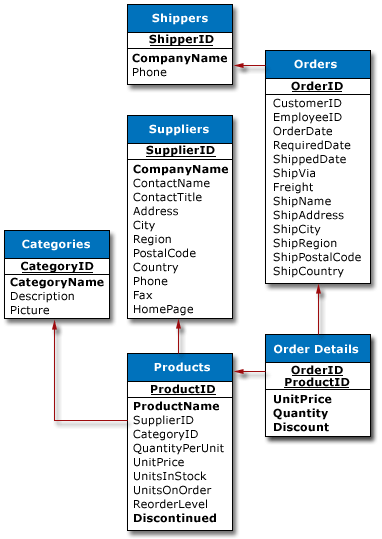 Shippers
ShipperID
CompanyName
Phone
Orders
OrderID
CustomerID
EmployeeID
OrderDate
RequiredDate
ShippedDate
ShipVia
Freight
ShipName
ShipAddress
ShipCity
ShipRegion
ShipPostalCode
ShipCountry
Suppliers
SupplierID
CompanyName
ContactName
ContactTitle
Address
City
Region
PostalCode
Country
Phone
Fax
HomePage
Categories
CategoryID
CategoryName
Description
Picture
Products
ProductID
ProductName
SupplierID
CategoryID
QuantityPerUnit
UnitPrice
UnitsInStock
UnitsOnOrder
ReorderLevel
Discontinued
Order Details
OrderID
ProductID
UnitPrice
Quantity
Discount